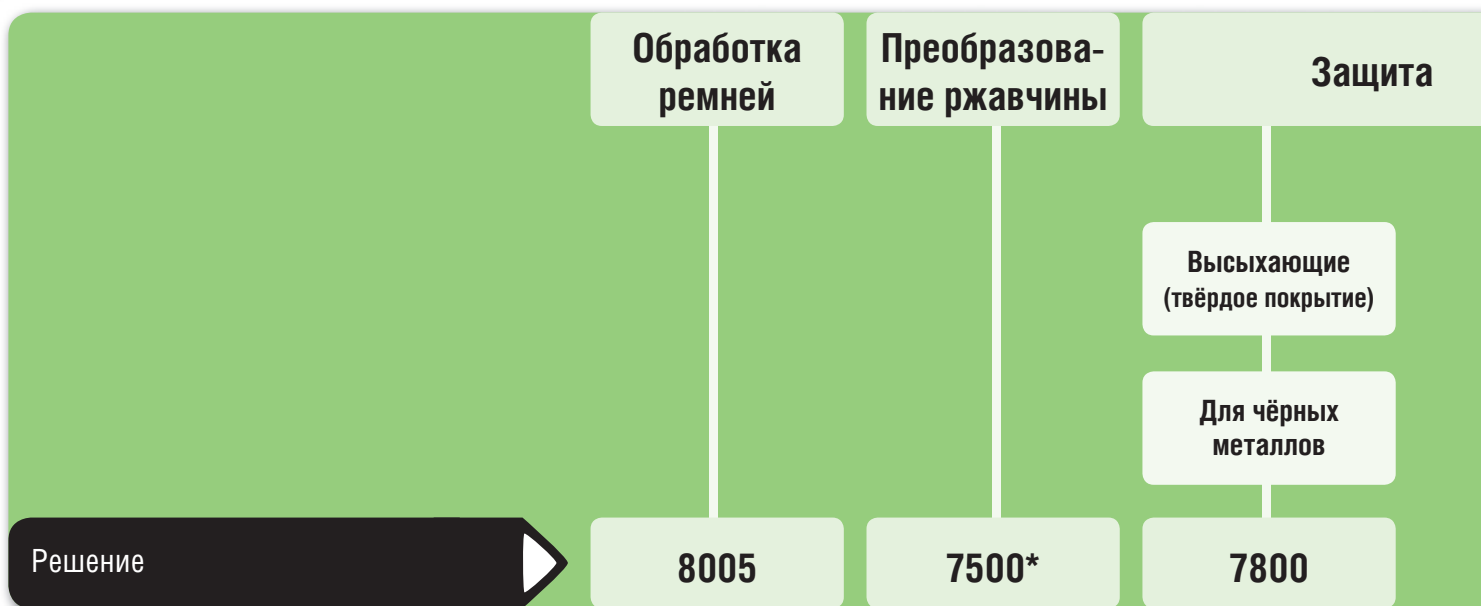 Обработка
ремней
Преобразова-
ние ржавчины
Защита
Высыхающие
(твёрдое покрытие)
Для чёрных
металлов
Решение
8005
7500*
7800